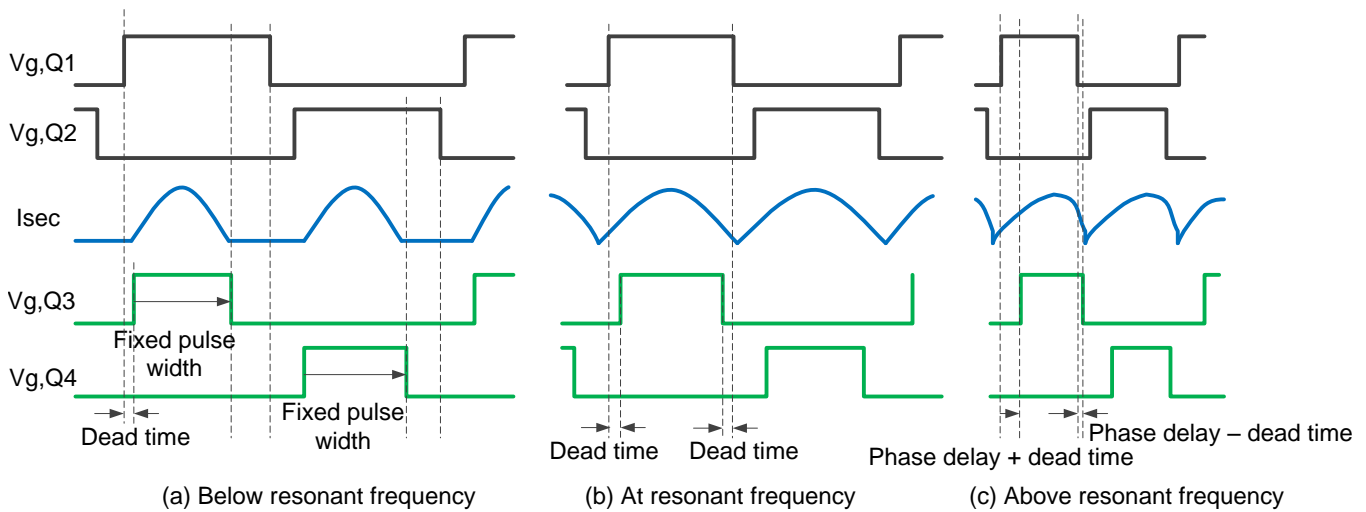 Vg,Q1
Vg,Q2
Isec
Vg,Q3
Fixed pulse
width
Vg,Q4
Fixed pulse
width
Dead time
Dead time
Dead time
Phase delay – dead time
Phase delay + dead time
(a) Below resonant frequency
(b) At resonant frequency
(c) Above resonant frequency